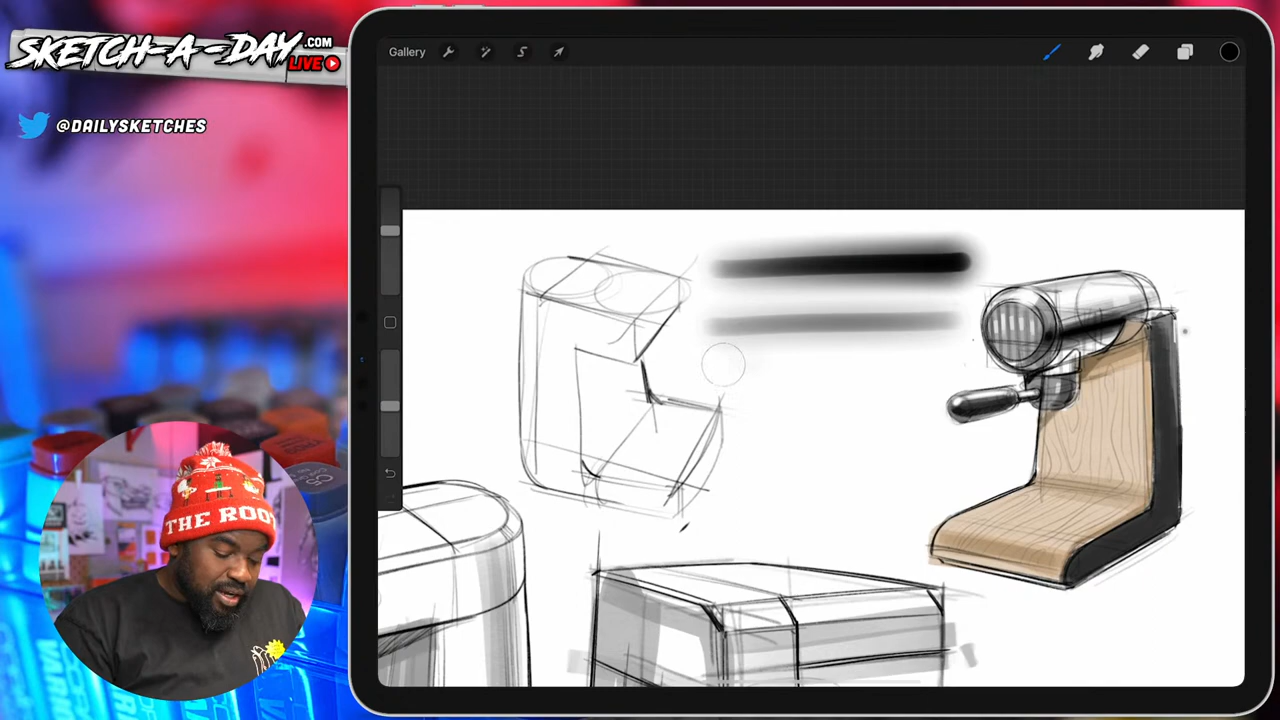 SKETCH-A-DAY.COM
LIVE
@DAILYSKETCHES
Gallery
THE ROO